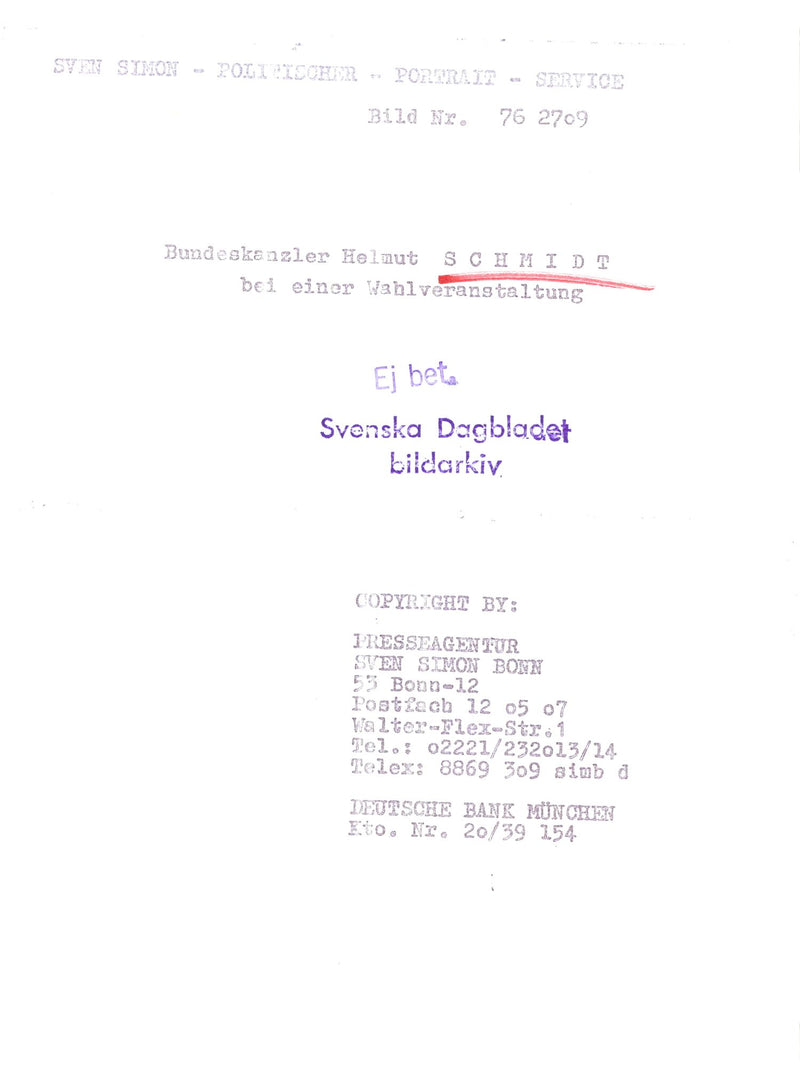 SVEN SIMON - POLITISCHER - PORTRAIT - SERVICE
Bild Nr. 76 27o9
Bundeskanzler Helmut S C H M I D T
bei einer Wahlveranstaltung
Ej bet.
Svenska Dagbladet
bildarkiv
COPYRIGHT BY:
PRESSEAGENTUR
SVEN SIMON BONN
53 Bonn-12
Postfach 12 o5 o7
Walter-Flex-Str.1
Tel.: o2221/232o13/14
Telex: 8869 3o9 simb d
DEUTSCHE BANK MÜNCHEN
Kto. Nr. 2o/39 154